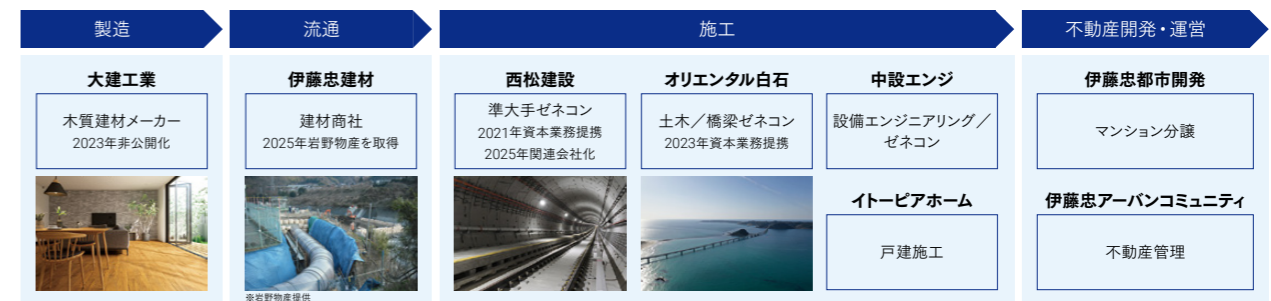 製造
大建工業
木質建材メーカー
2023年非公開化
流通
伊藤忠建材
建材商社
2025年岩野物産を取得
※岩野物産提供
施工
西松建設
準大手ゼネコン
2021年資本業務提携
2025年関連会社化
オリエンタル白石
土木／橋梁ゼネコン
2023年資本業務提携
中設エンジ
設備エンジニアリング／
ゼネコン
イトーピアホーム
戸建施工
不動産開発・運営
伊藤忠都市開発
マンション分譲
伊藤忠アーバンコミュニティ
不動産管理